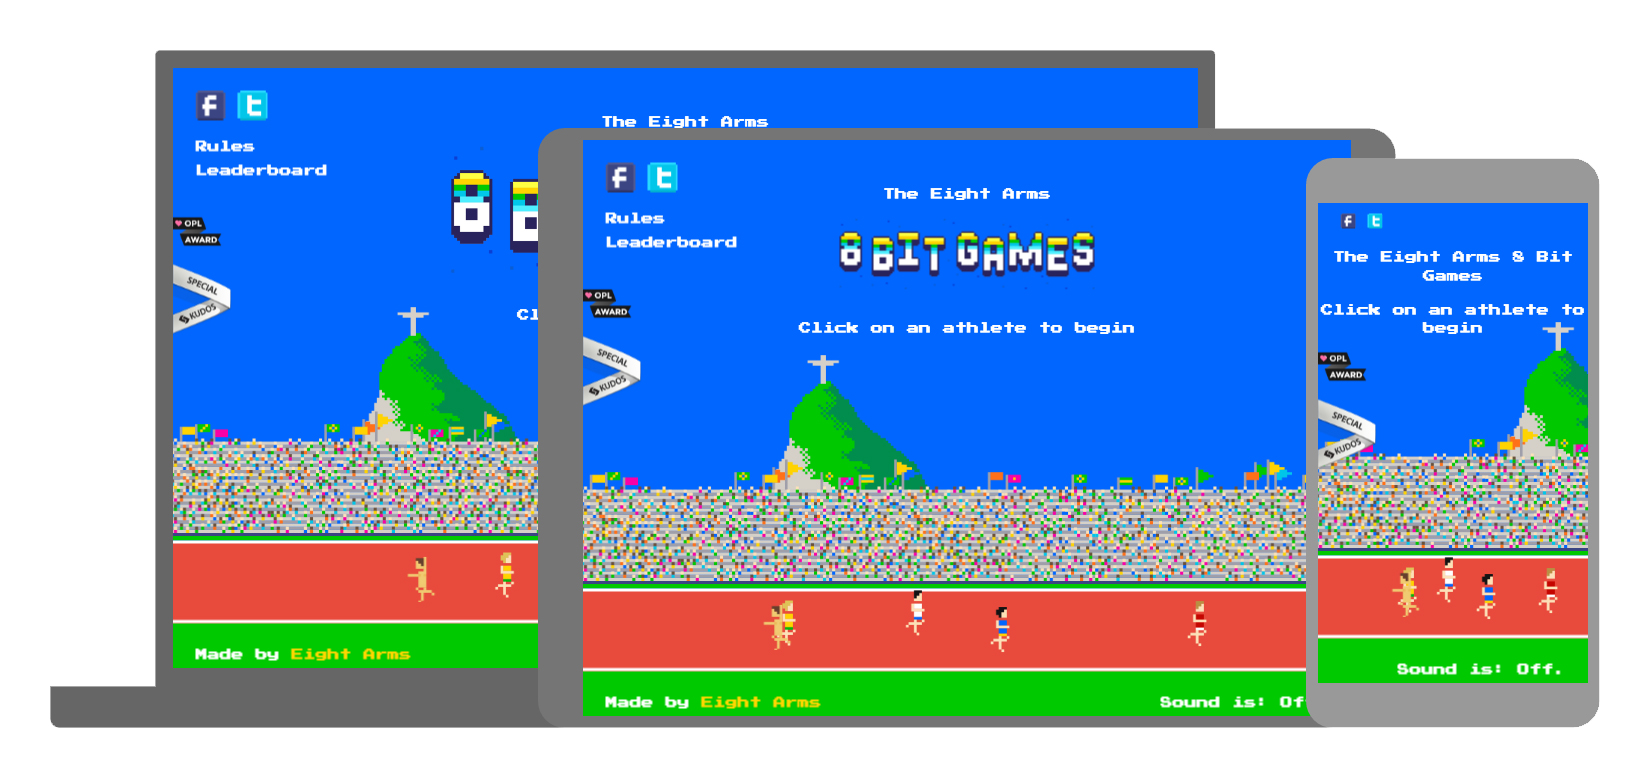 f t
The Eight Arms
Rules
Leaderboard
8
OPL
AWARD
SPECIAL
KUDOS
Cl
Made by Eight Arms
f t
The Eight Arms
Rules
Leaderboard
8 BIT GAMES
OPL
AWARD
Click on an athlete to begin
SPECIAL
KUDOS
Made by Eight Arms
Sound is: Of
f t
The Eight Arms 8 Bit
Games
Click on an athlete to
begin
OPL
AWARD
SPECIAL
KUDOS
Sound is: Off.